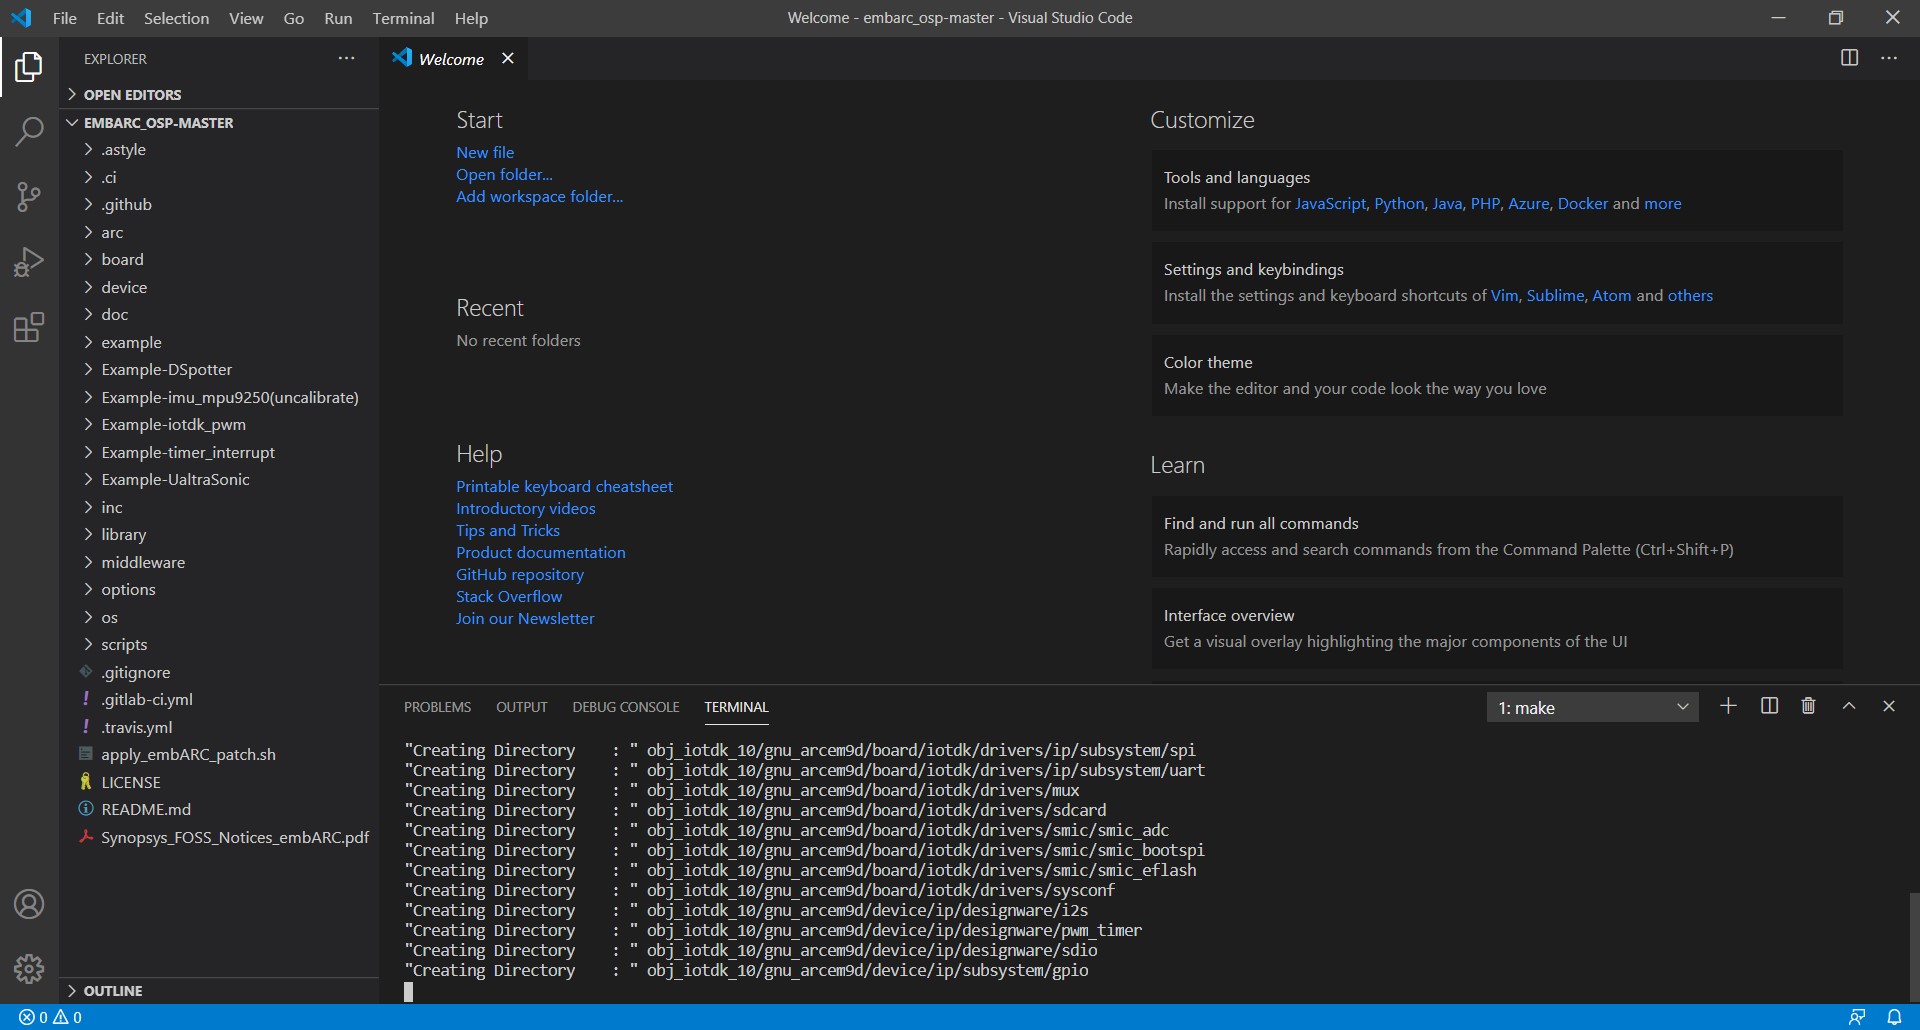 File Edit Selection View Go Run Terminal Help
Welcome - embarc_osp-master - Visual Studio Code
EXPLORER
OPEN EDITORS
EMBARC_OSP-MASTER
.astyle
.ci
.github
arc
board
device
doc
example
Example-DSpotter
Example-imu_mpu9250(uncalibrate)
Example-iotdk_pwm
Example-timer_interrupt
Example-UaltraSonic
inc
library
middleware
options
os
scripts
.gitignore
.gitlab-ci.yml
.travis.yml
apply_embARC_patch.sh
LICENSE
README.md
Synopsys_FOSS_Notices_embARC.pdf
OUTLINE
Welcome
Start
New file
Open folder...
Add workspace folder...
Recent
No recent folders
Help
Printable keyboard cheatsheet
Introductory videos
Tips and Tricks
Product documentation
GitHub repository
Stack Overflow
Join our Newsletter
Customize
Tools and languages
Install support for JavaScript, Python, Java, PHP, Azure, Docker and more
Settings and keybindings
Install the settings and keyboard shortcuts of Vim, Sublime, Atom and others
Color theme
Make the editor and your code look the way you love
Learn
Find and run all commands
Rapidly access and search commands from the Command Palette (Ctrl+Shift+P)
Interface overview
Get a visual overlay highlighting the major components of the UI
PROBLEMS OUTPUT DEBUG CONSOLE TERMINAL
1: make
"Creating Directory    : " obj_iotdk_10/gnu_arcem9d/board/iotdk/drivers/ip/subsystem/spi
"Creating Directory    : " obj_iotdk_10/gnu_arcem9d/board/iotdk/drivers/ip/subsystem/uart
"Creating Directory    : " obj_iotdk_10/gnu_arcem9d/board/iotdk/drivers/mux
"Creating Directory    : " obj_iotdk_10/gnu_arcem9d/board/iotdk/drivers/sdcard
"Creating Directory    : " obj_iotdk_10/gnu_arcem9d/board/iotdk/drivers/smic/smic_adc
"Creating Directory    : " obj_iotdk_10/gnu_arcem9d/board/iotdk/drivers/smic/smic_bootspi
"Creating Directory    : " obj_iotdk_10/gnu_arcem9d/board/iotdk/drivers/smic/smic_eflash
"Creating Directory    : " obj_iotdk_10/gnu_arcem9d/board/iotdk/drivers/sysconf
"Creating Directory    : " obj_iotdk_10/gnu_arcem9d/device/ip/designware/i2s
"Creating Directory    : " obj_iotdk_10/gnu_arcem9d/device/ip/designware/pwm_timer
"Creating Directory    : " obj_iotdk_10/gnu_arcem9d/device/ip/designware/sdio
"Creating Directory    : " obj_iotdk_10/gnu_arcem9d/device/ip/subsystem/gpio
0 0